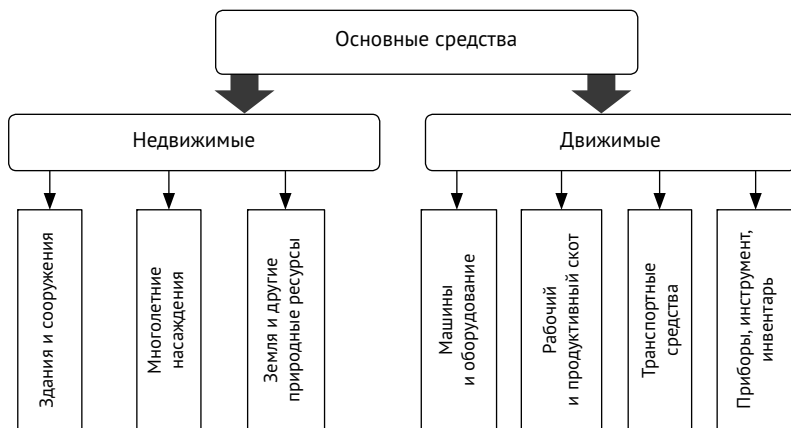 Основные средства
Недвижимые
Движимые
Здания и сооружения
Многолетние
насаждения
Земля и другие
природные ресурсы
Машины
и оборудование
Рабочий
и продуктивный скот
Транспортные
средства
Приборы, инструмент,
инвентарь